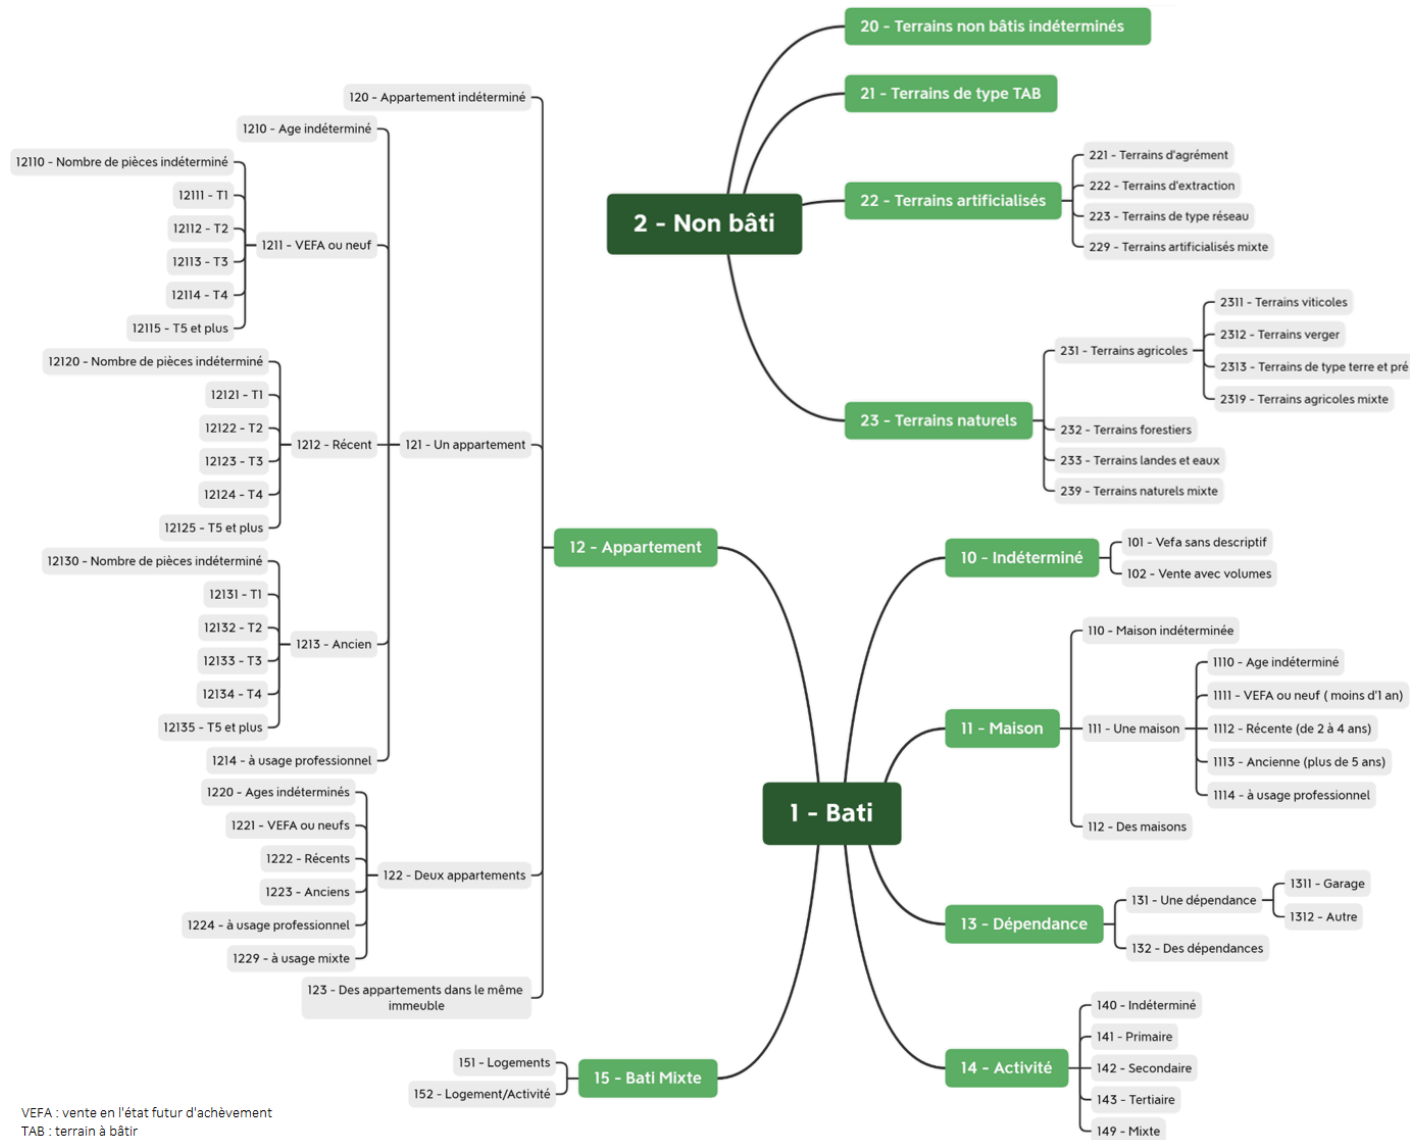 20 - Terrains non bâtis indéterminés
21 - Terrains de type TAB
221 - Terrains d'agrément
222 - Terrains d'extraction
22 - Terrains artificialisés
223 - Terrains de type réseau
229 - Terrains artificialisés mixte
2 - Non bâti
2311 - Terrains viticoles
2312 - Terrains verger
231 - Terrains agricoles
2313 - Terrains de type terre et pré
2319 - Terrains agricoles mixte
23 - Terrains naturels
232 - Terrains forestiers
233 - Terrains landes et eaux
239 - Terrains naturels mixte
120 - Appartement indéterminé
1210 - Age indéterminé
12110 - Nombre de pièces indéterminé
12111 - T1
12112 - T2
1211 - VEFA ou neuf
12113 - T3
12114 - T4
12115 - T5 et plus
12120 - Nombre de pièces indéterminé
12121 - T1
12122 - T2
1212 - Récent
121 - Un appartement
12123 - T3
12124 - T4
12125 - T5 et plus
12 - Appartement
12130 - Nombre de pièces indéterminé
12131 - T1
12132 - T2
1213 - Ancien
12133 - T3
12134 - T4
12135 - T5 et plus
1214 - à usage professionnel
1220 - Ages indéterminés
1221 - VEFA ou neufs
1222 - Récents
122 - Deux appartements
1223 - Anciens
1224 - à usage professionnel
1229 - à usage mixte
123 - Des appartements dans le même
immeuble
10 - Indéterminé
101 - Vefa sans descriptif
102 - Vente avec volumes
110 - Maison indéterminée
1110 - Age indéterminé
1111 - VEFA ou neuf ( moins d'1 an)
11 - Maison
111 - Une maison
1112 - Récente (de 2 à 4 ans)
1113 - Ancienne (plus de 5 ans)
1114 - à usage professionnel
112 - Des maisons
1 - Bati
1311 - Garage
131 - Une dépendance
1312 - Autre
13 - Dépendance
132 - Des dépendances
140 - Indéterminé
141 - Primaire
14 - Activité
142 - Secondaire
143 - Tertiaire
149 - Mixte
151 - Logements
15 - Bati Mixte
152 - Logement/Activité
VEFA : vente en l'état futur d'achèvement
TAB : terrain à bâtir